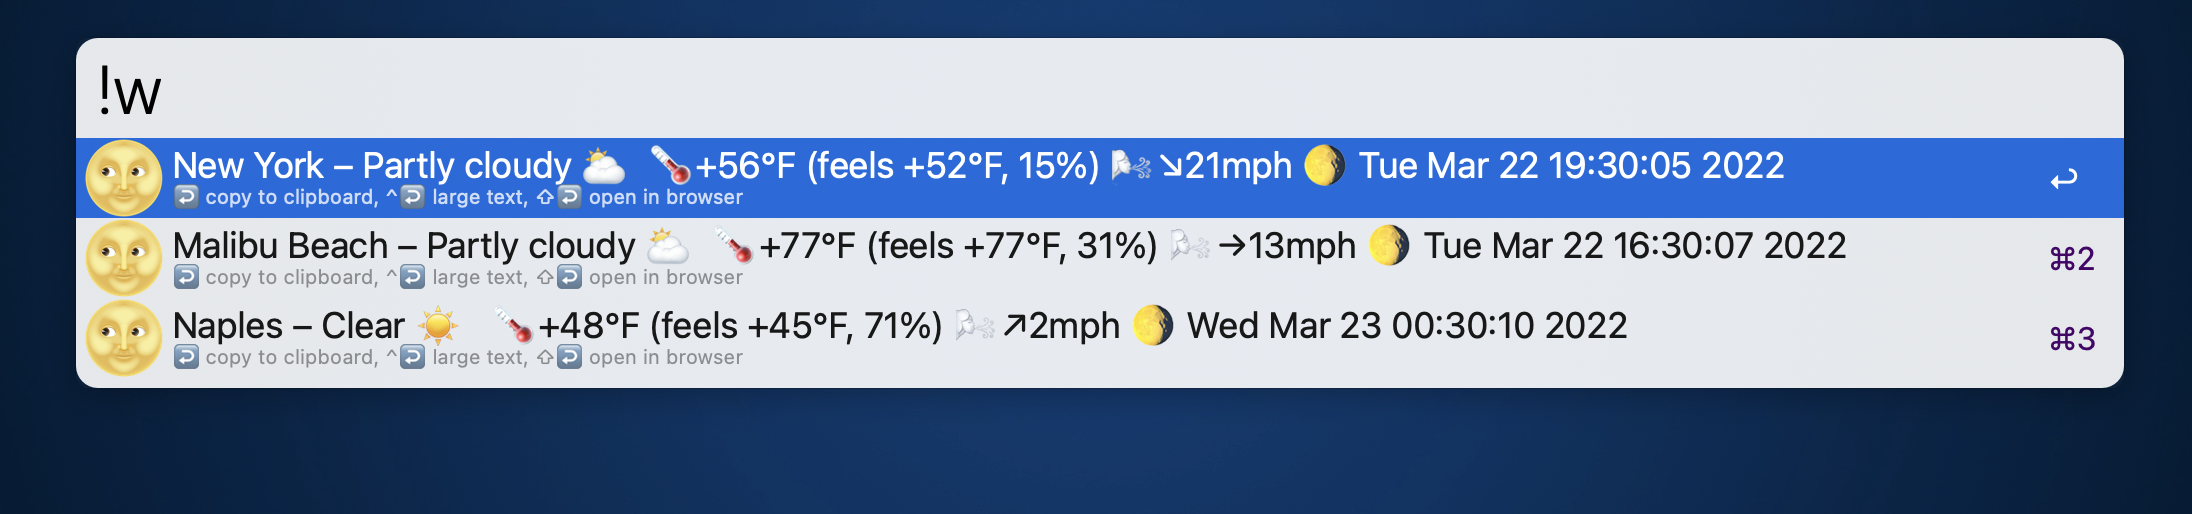 !w
New York – Partly cloudy ⛅️ 🌡️+56°F (feels +52°F, 15%) 🌬️↘21mph 🌖 Tue Mar 22 19:30:05 2022
↩️ copy to clipboard, ^↩️ large text, ⇧↩️ open in browser
↩
Malibu Beach – Partly cloudy ⛅️ 🌡️+77°F (feels +77°F, 31%) 🌬️→13mph 🌖 Tue Mar 22 16:30:07 2022
↩️ copy to clipboard, ^↩️ large text, ⇧↩️ open in browser
⌘2
Naples – Clear ☀️ 🌡️+48°F (feels +45°F, 71%) 🌬️↗2mph 🌖 Wed Mar 23 00:30:10 2022
↩️ copy to clipboard, ^↩️ large text, ⇧↩️ open in browser
⌘3